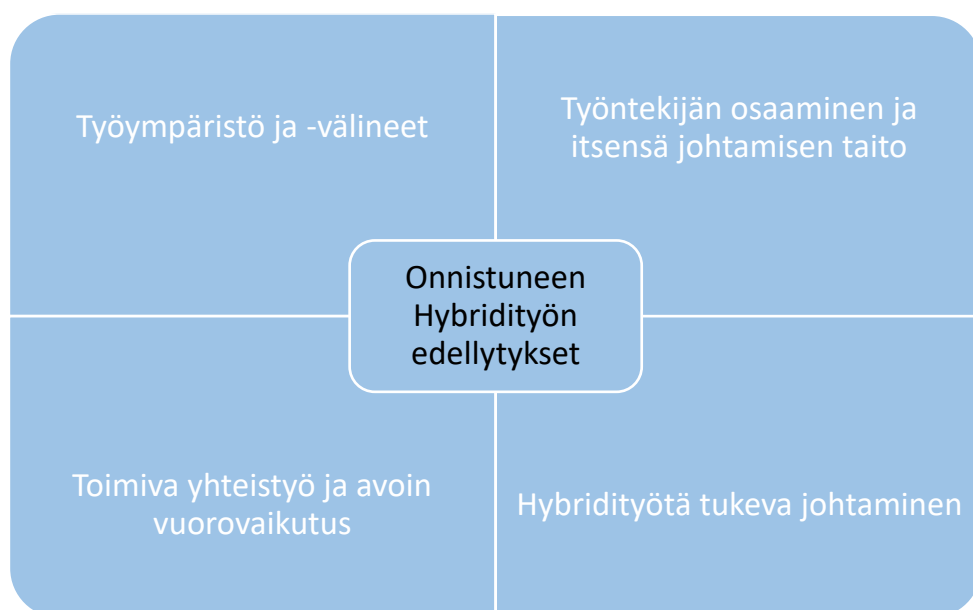 Työympäristö ja -välineet
Työntekijän osaaminen ja
itsensä johtamisen taito
Onnistuneen
Hybridityön
edellytykset
Toimiva yhteistyö ja avoin
vuorovaikutus
Hybridityötä tukeva johtaminen